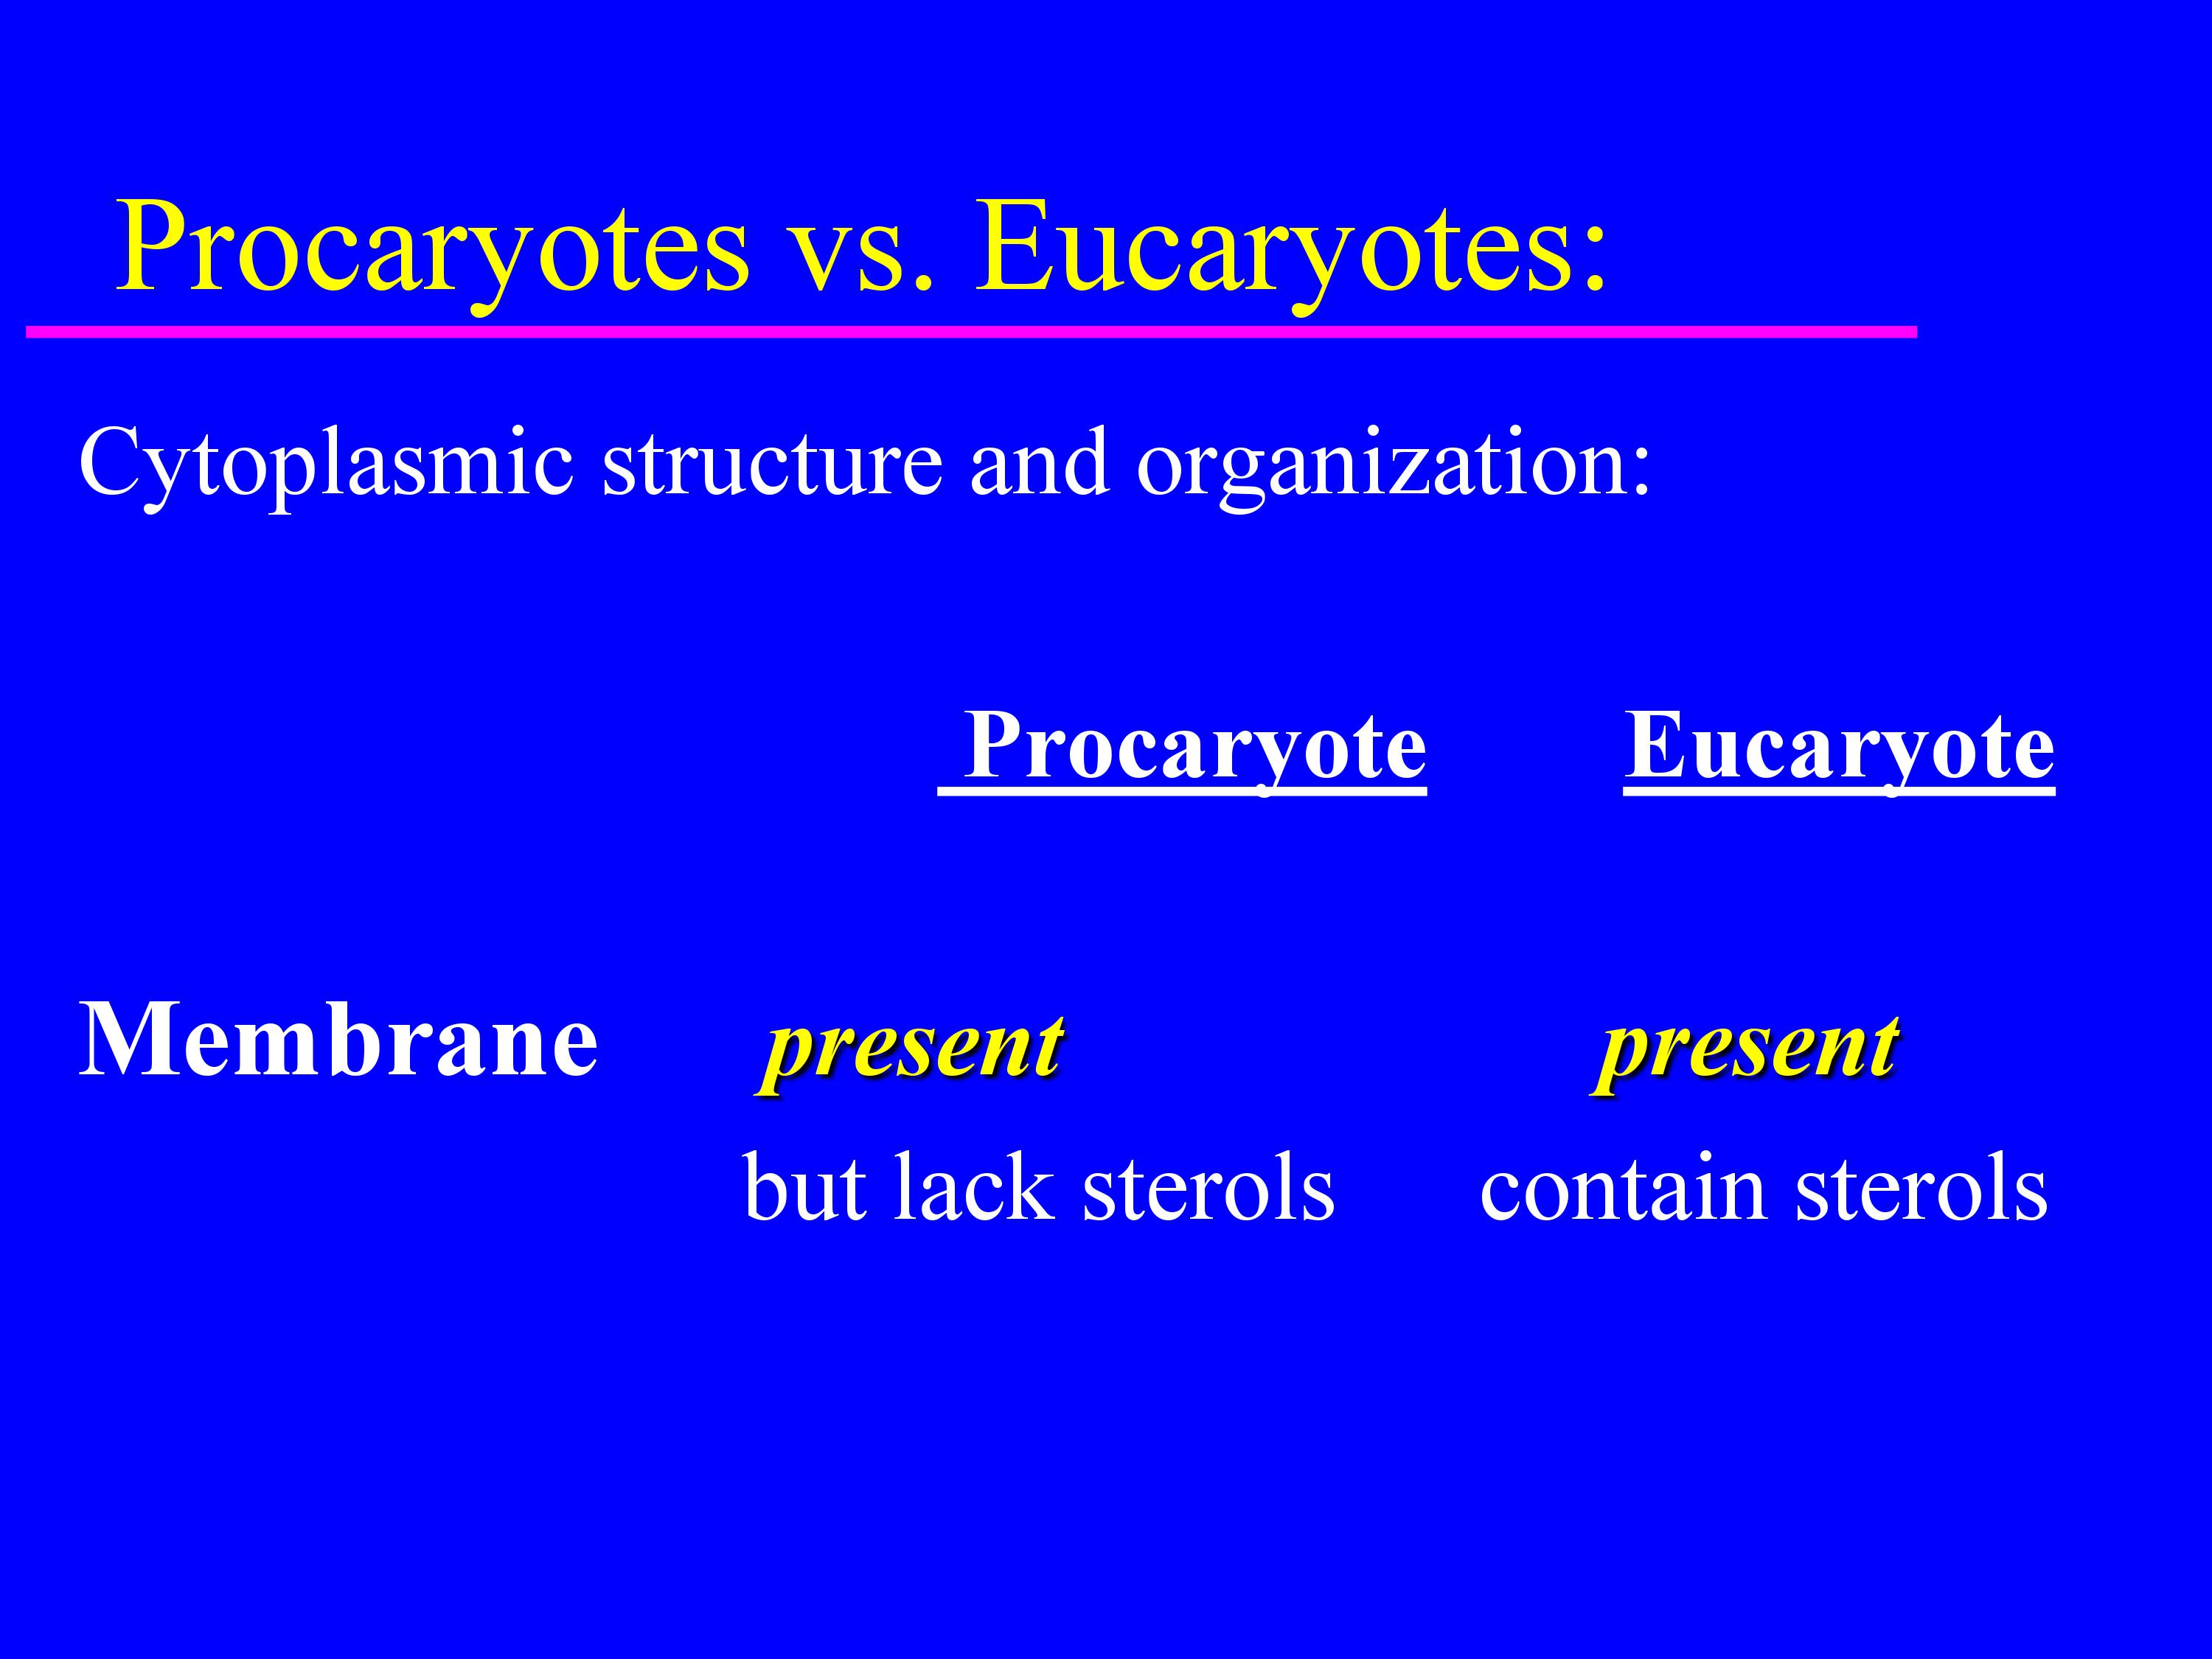 Procaryotes vs. Eucaryotes:
Cytoplasmic structure and organization:
Procaryote Eucaryote
Membrane present present
but lack sterols contain sterols